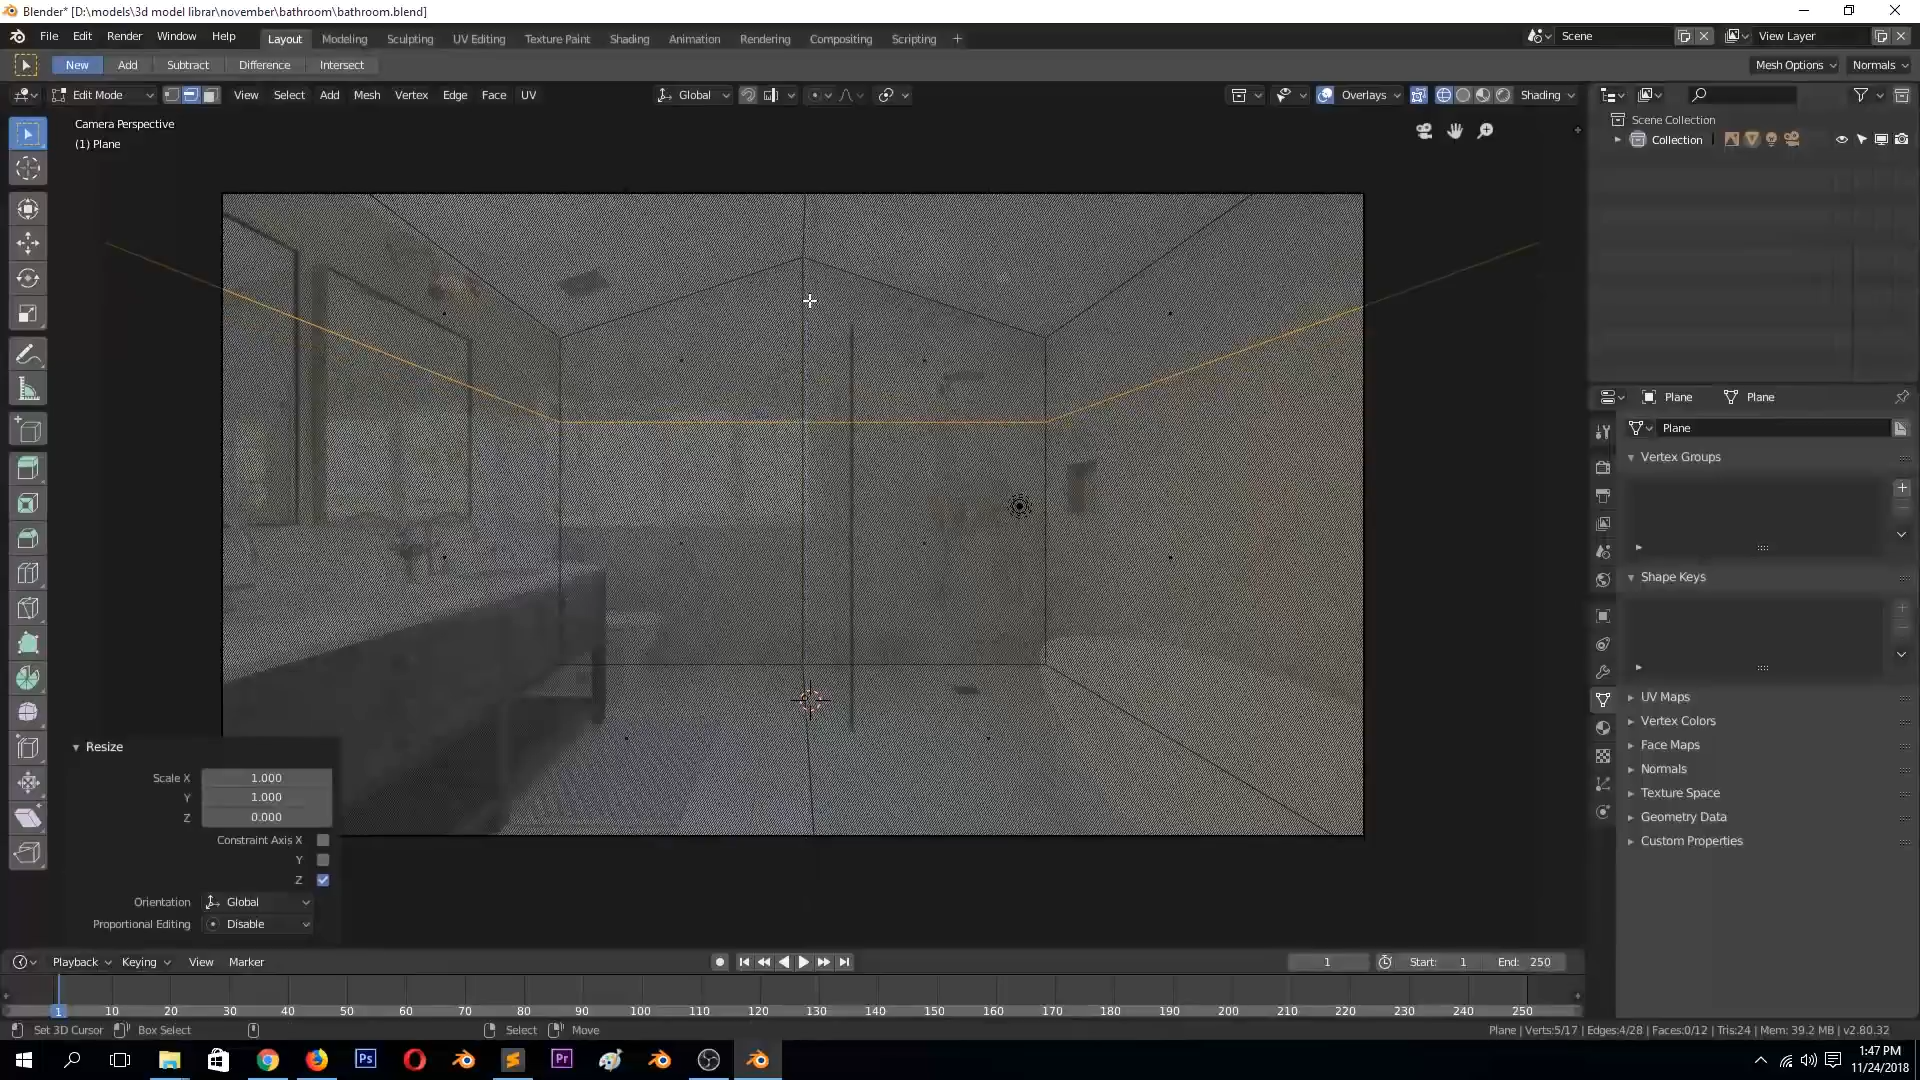 Blender* [D:\models\3d model librar\november\bathroom\bathroom.blend]
File Edit Render Window Help Layout Modeling Sculpting UV Editing Texture Paint Shading Animation Rendering Compositing Scripting Scene View Layer
New Add Subtract Difference Intersect Mesh Options Normals
Edit Mode View Select Add Mesh Vertex Edge Face UV Global Overlays Shading
Camera Perspective
(1) Plane
Scene Collection
Collection
Plane Plane
Plane
Vertex Groups
Shape Keys
UV Maps
Vertex Colors
Face Maps
Normals
Texture Space
Geometry Data
Custom Properties
Resize
Scale X 1.000
Y 1.000
Z 0.000
Constraint Axis X
Y
Z
Orientation Global
Proportional Editing Disable
Playback Keying View Marker 1 Start: 1 End: 250
1 10 20 30 40 50 60 70 80 90 100 110 120 130 140 150 160 170 180 190 200 210 220 230 240 250
Set 3D Cursor Box Select Select Move Plane | Verts:5/17 | Edges:4/28 | Faces:0/12 | Tris:24 | Mem: 39.2 MB | v2.80.32
Ps Pr
1:47 PM
11/24/2018